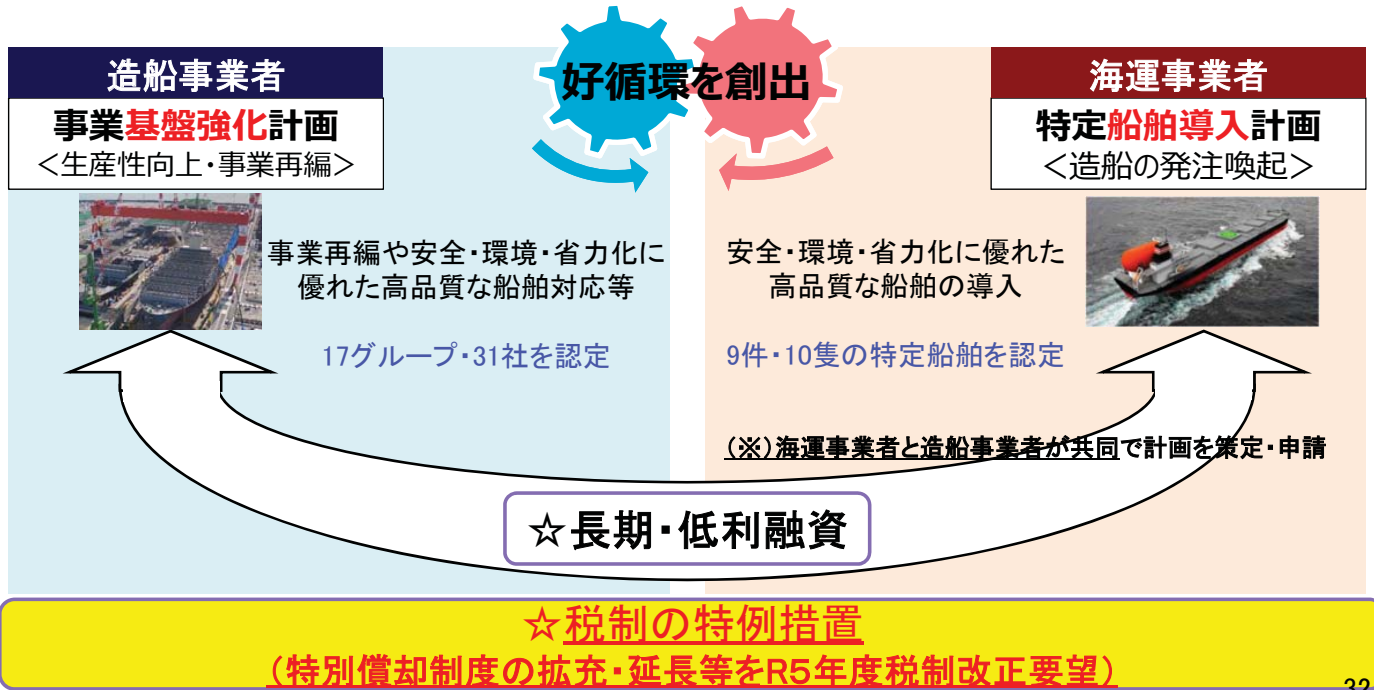 好循環を創出
造船事業者
事業基盤強化計画
<生産性向上・事業再編>
事業再編や安全・環境・省力化に
優れた高品質な船舶対応等
17グループ・31社を認定
海運事業者
特定船舶導入計画
<造船の発注喚起>
安全・環境・省力化に優れた
高品質な船舶の導入
9件・10隻の特定船舶を認定
(※)海運事業者と造船事業者が共同で計画を策定・申請
☆長期・低利融資
☆税制の特例措置
(特別償却制度の拡充・延長等をR5年度税制改正要望)
32